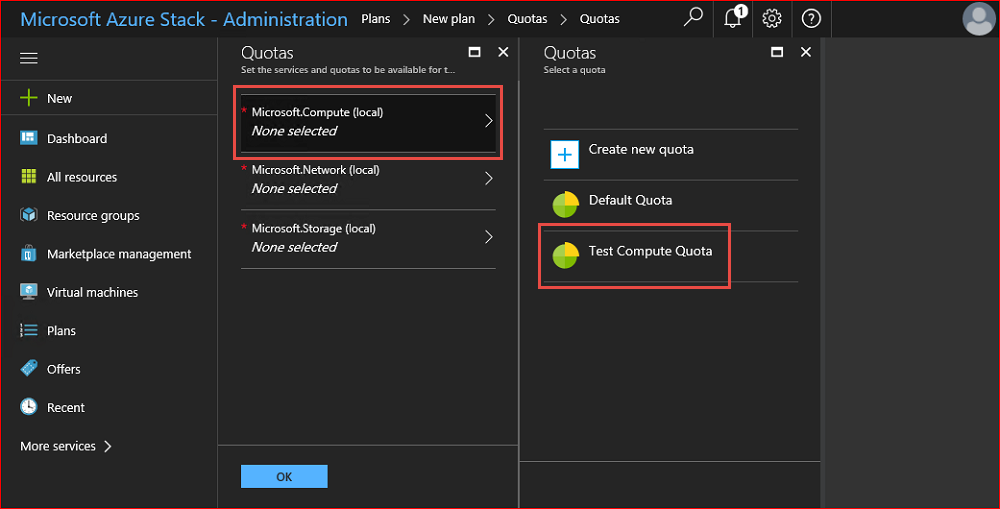 Microsoft Azure Stack - Administration Plans > New plan > Quotas > Quotas 1 ?
New
Dashboard
All resources
Resource groups
Marketplace management
Virtual machines
Plans
Offers
Recent
More services >
Quotas
Set the services and quotas to be available for t...
* Microsoft.Compute (local)
None selected
* Microsoft.Network (local)
None selected
* Microsoft.Storage (local)
None selected
OK
Quotas
Select a quota
Create new quota
Default Quota
Test Compute Quota